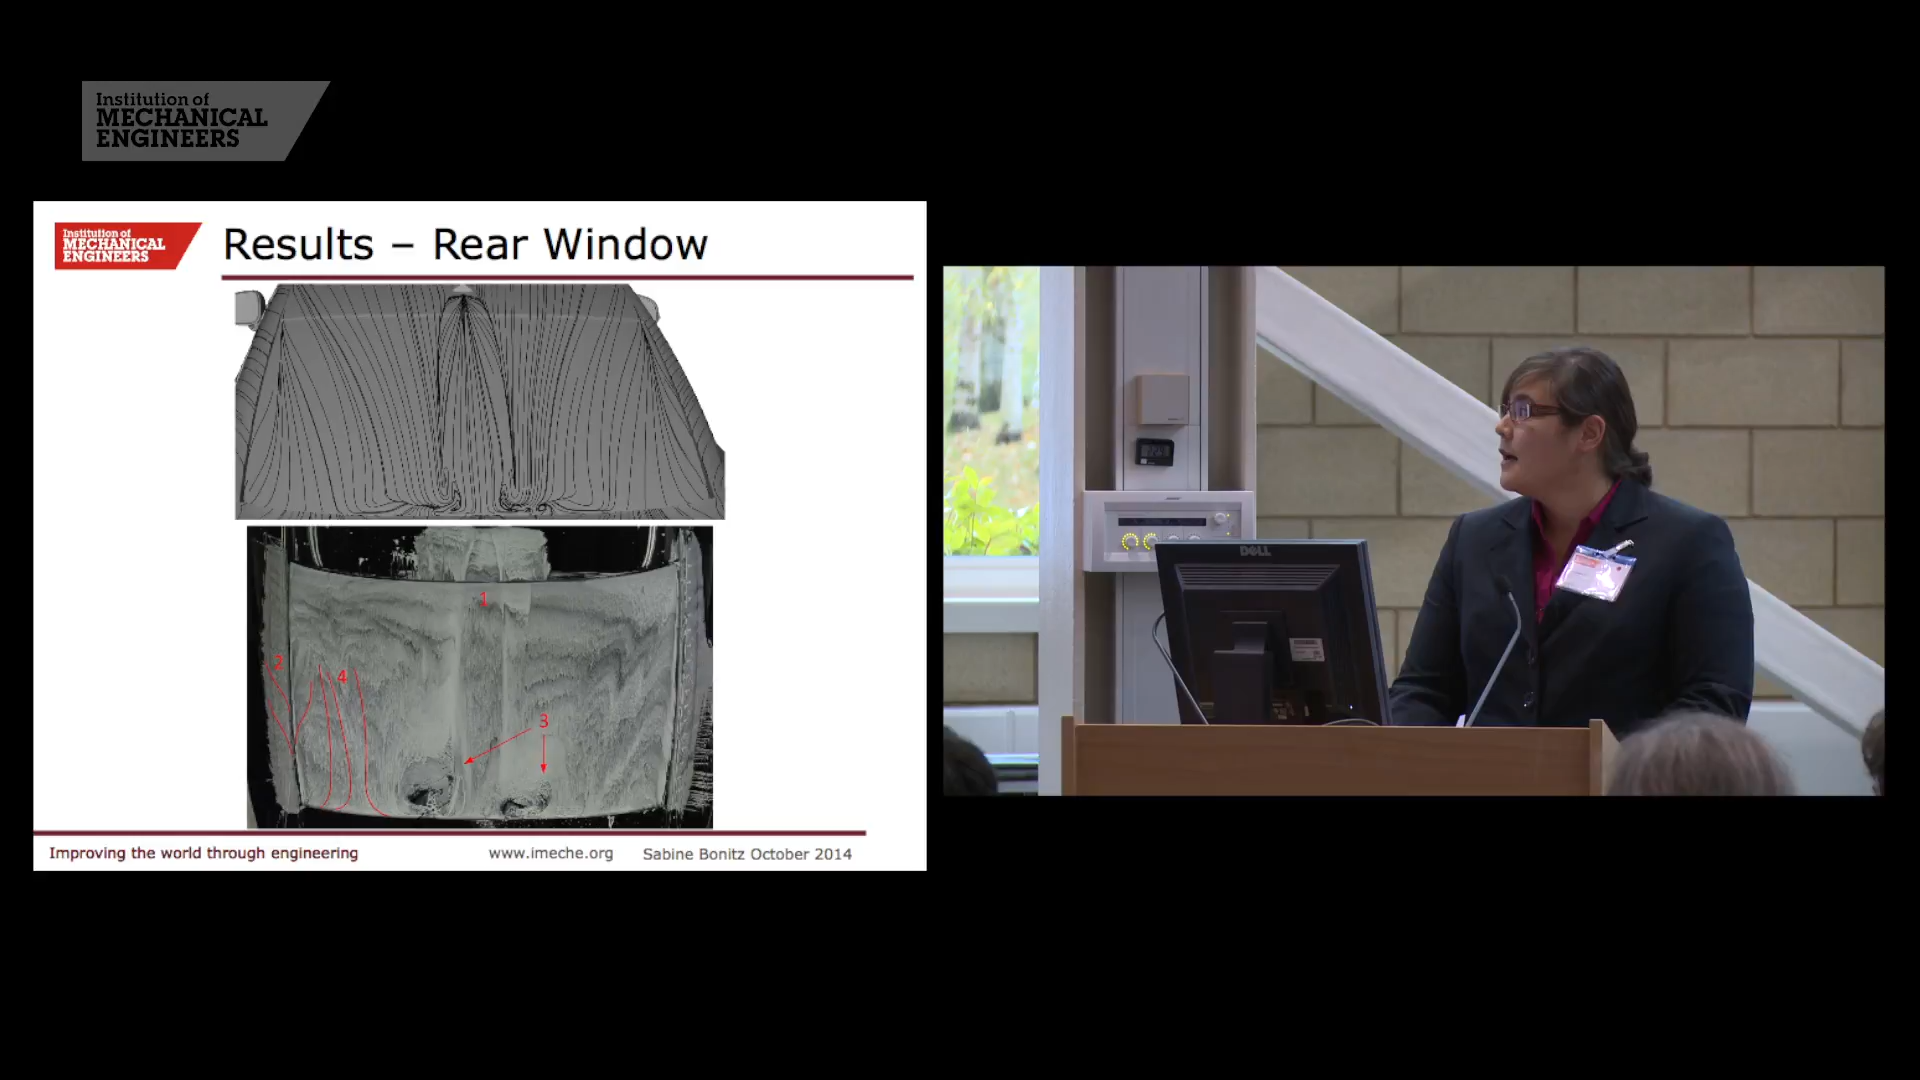 Institution of
MECHANICAL
ENGINEERS
Institution of
MECHANICAL
ENGINEERS
Results – Rear Window
1
2
4
3
Improving the world through engineering
www.imeche.org
Sabine Bonitz October 2014
DELL